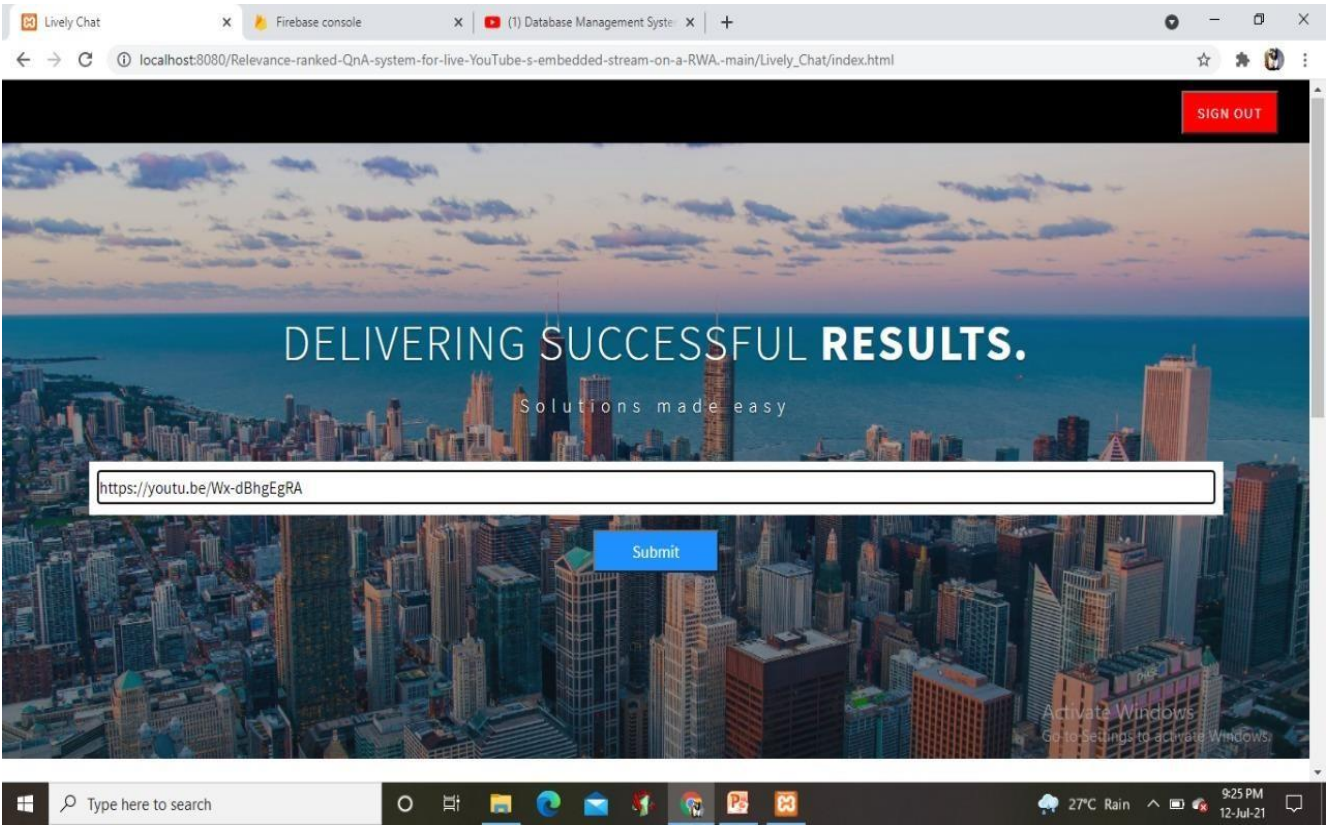 Lively Chat
Firebase console
(1) Database Management Syste
localhost:8080/Relevance-ranked-QnA-system-for-live-YouTube-s-embedded-stream-on-a-RWA.-main/Lively_Chat/index.html
SIGN OUT
DELIVERING SUCCESSFUL RESULTS.
Solutions made easy
https://youtu.be/Wx-dBhgEgRA
Submit
Activate Windows
Go to Settings to activate Windows.
Type here to search
27°C Rain
9:25 PM
12-Jul-21